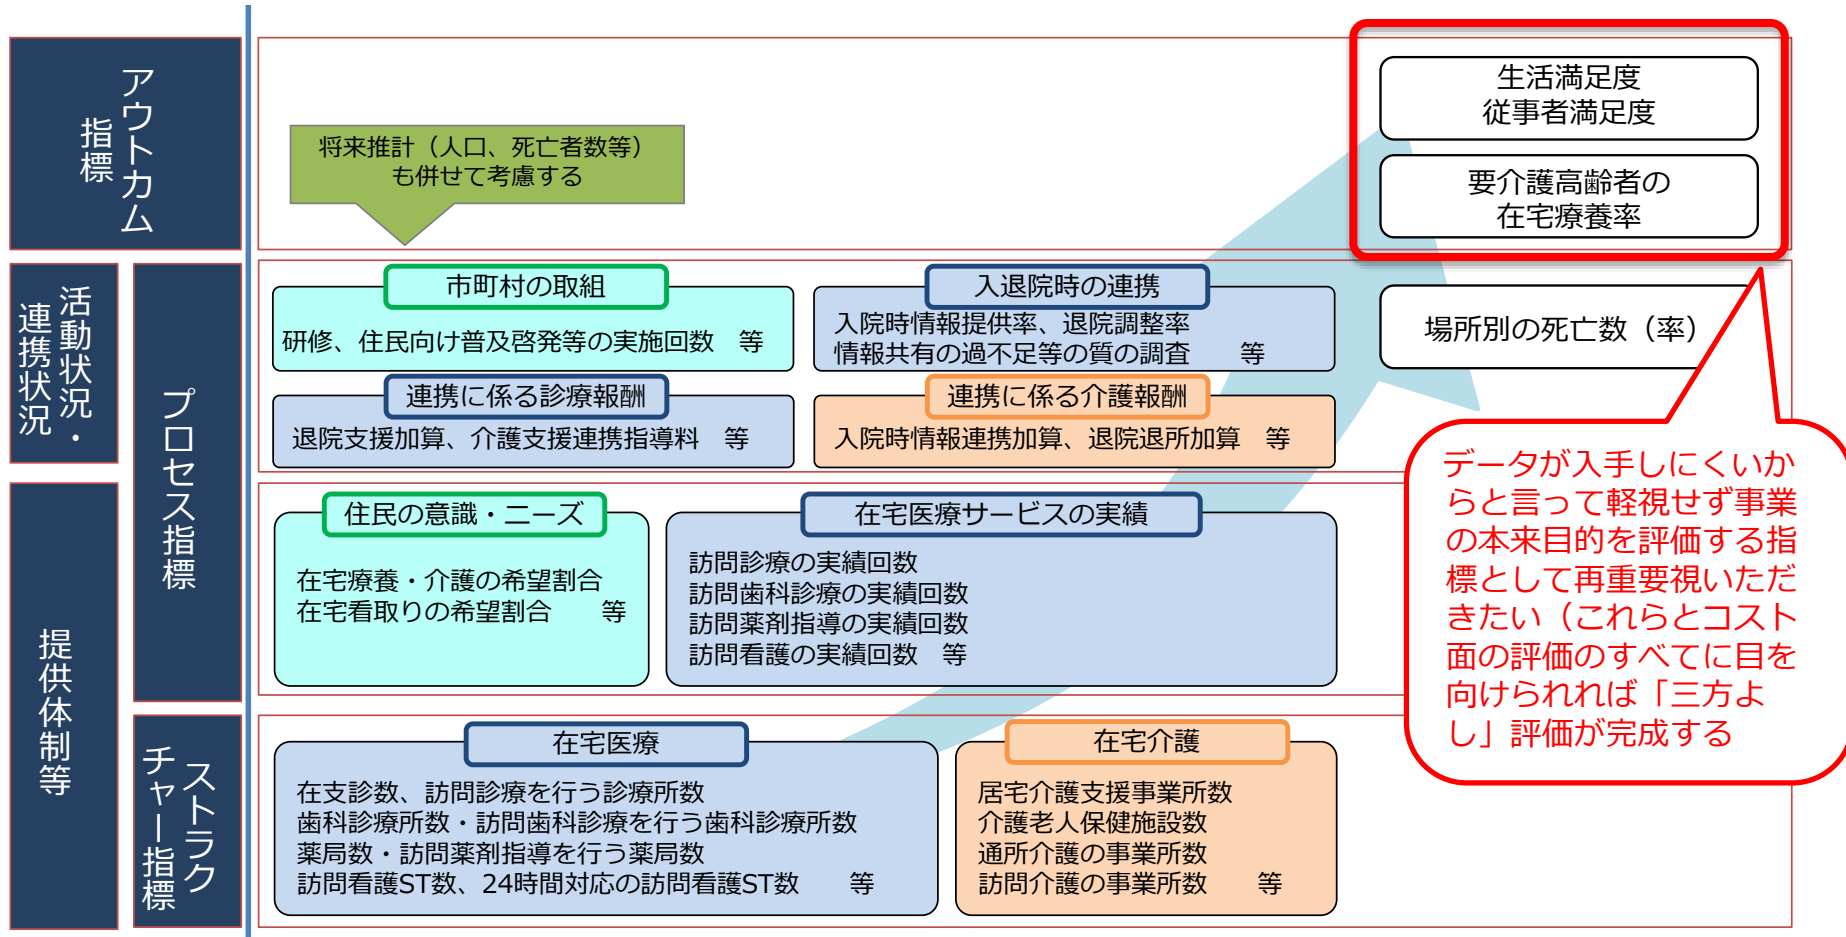 アウトカム
指標
将来推計（人口、死亡者数等）
も併せて考慮する
生活満足度
従事者満足度
要介護高齢者の
在宅療養率
活動状況・
連携状況
プロセス指標
市町村の取組
研修、住民向け普及啓発等の実施回数　等
入退院時の連携
入院時情報提供率、退院調整率
情報共有の過不足等の質の調査　　等
場所別の死亡数（率）
連携に係る診療報酬
退院支援加算、介護支援連携指導料　等
連携に係る介護報酬
入院時情報連携加算、退院退所加算　等
データが入手しにくいか
らと言って軽視せず事業
の本来目的を評価する指
標として再重要視いただ
きたい（これらとコスト
面の評価のすべてに目を
向けられれば「三方よ
し」評価が完成する
提供体制等
住民の意識・ニーズ
在宅療養・介護の希望割合
在宅看取りの希望割合　　等
在宅医療サービスの実績
訪問診療の実績回数
訪問歯科診療の実績回数
訪問薬剤指導の実績回数
訪問看護の実績回数　等
ストラク
チャー指標
在宅医療
在支診数、訪問診療を行う診療所数
歯科診療所数・訪問歯科診療を行う歯科診療所数
薬局数・訪問薬剤指導を行う薬局数
訪問看護ST数、24時間対応の訪問看護ST数　　等
在宅介護
居宅介護支援事業所数
介護老人保健施設数
通所介護の事業所数
訪問介護の事業所数　　等